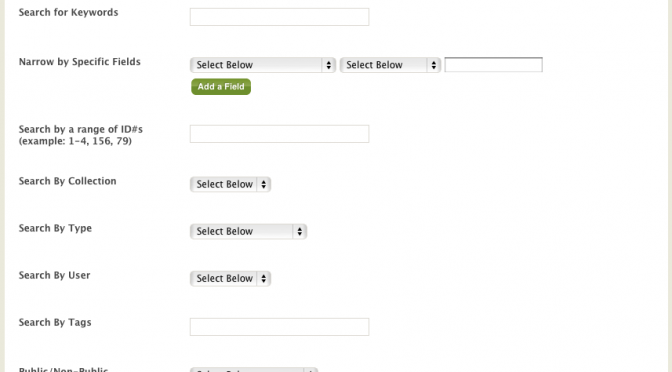 Search for Keywords
Narrow by Specific Fields
Select Below
Select Below
Add a Field
Search by a range of ID#s
(example: 1-4, 156, 79)
Search By Collection
Select Below
Search By Type
Select Below
Search By User
Select Below
Search By Tags
Public/Non-Public
Select Below